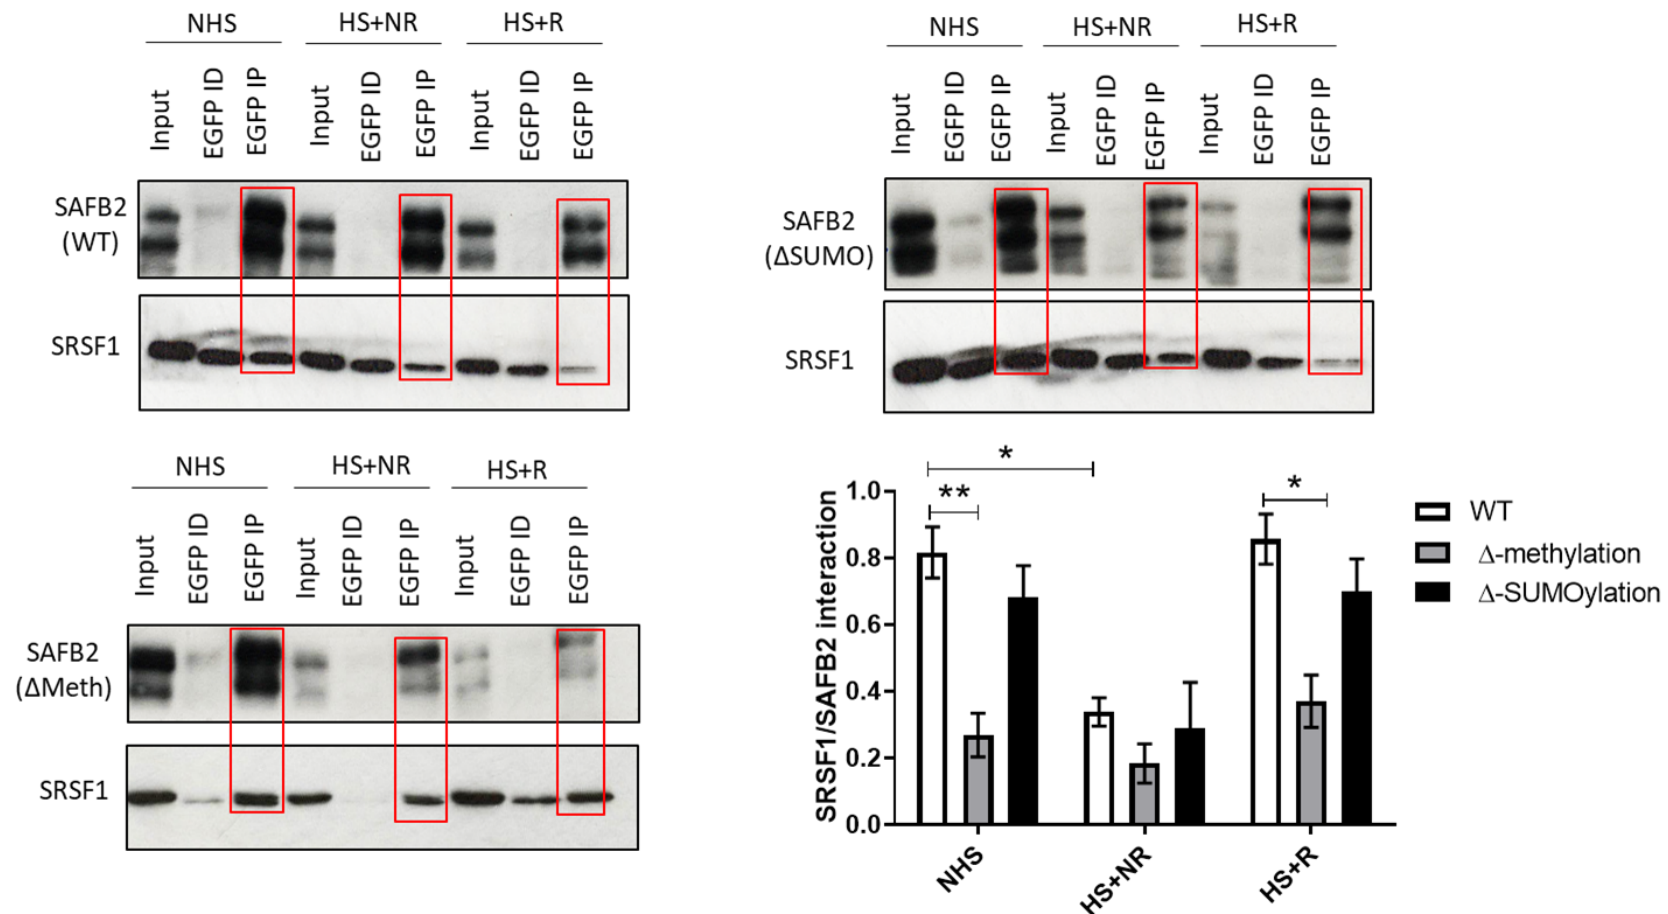 NHS HS+NR HS+R
Input EGFP ID EGFP IP Input EGFP ID EGFP IP Input EGFP ID EGFP IP
SAFB2
(WT)
SRSF1
NHS HS+NR HS+R
Input EGFP ID EGFP IP Input EGFP ID EGFP IP Input EGFP ID EGFP IP
SAFB2
(ΔSUMO)
SRSF1
NHS HS+NR HS+R
Input EGFP ID EGFP IP Input EGFP ID EGFP IP Input EGFP ID EGFP IP
SAFB2
(ΔMeth)
SRSF1
SRSF1/SAFB2 interaction
1.0
0.8
0.6
0.4
0.2
0.0
*
**
*
NHS HS+NR HS+R
WT
Δ-methylation
Δ-SUMOylation